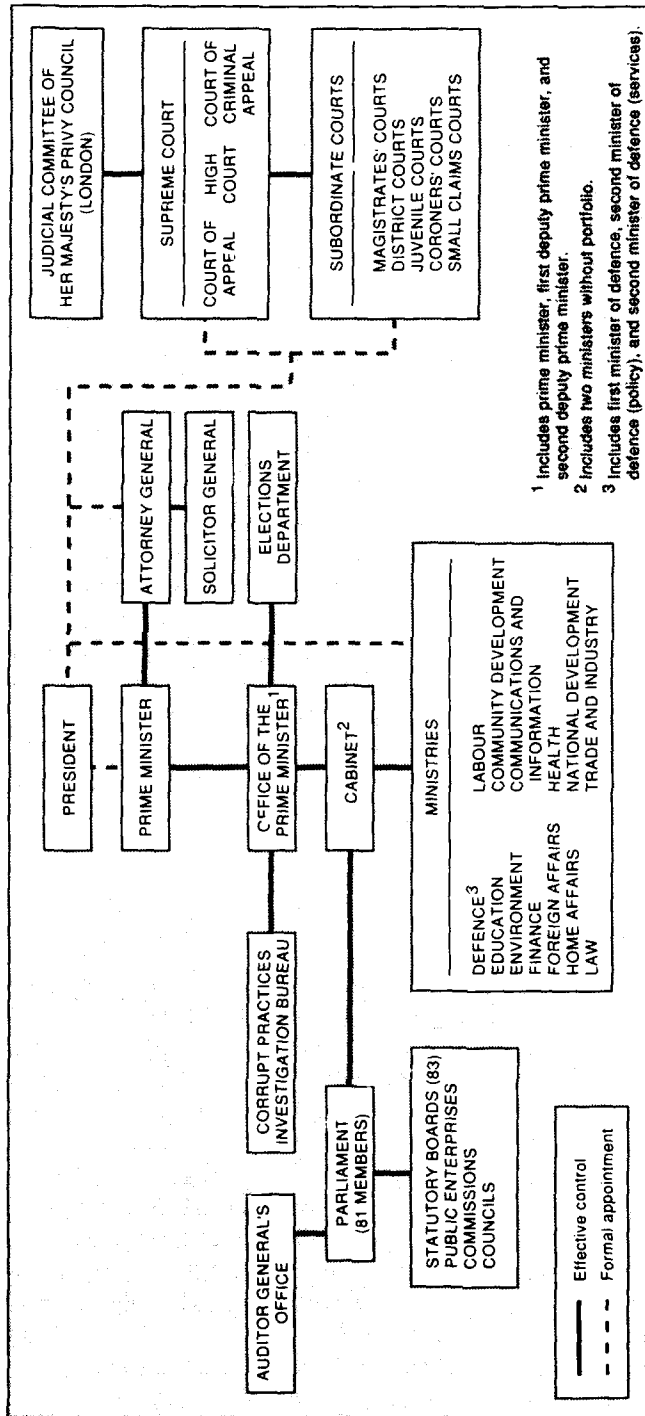 JUDICIAL COMMITTEE OF
HER MAJESTY'S PRIVY COUNCIL
(LONDON)
SUPREME COURT
COURT OF APPEAL
HIGH COURT
COURT OF CRIMINAL APPEAL
SUBORDINATE COURTS
MAGISTRATES' COURTS
DISTRICT COURTS
JUVENILE COURTS
CORONERS' COURTS
SMALL CLAIMS COURTS
PRESIDENT
PRIME MINISTER
ATTORNEY GENERAL
SOLICITOR GENERAL
OFFICE OF THE
PRIME MINISTER1
ELECTIONS
DEPARTMENT
CORRUPT PRACTICES
INVESTIGATION BUREAU
CABINET2
AUDITOR GENERAL'S
OFFICE
PARLIAMENT
(81 MEMBERS)
STATUTORY BOARDS (83)
PUBLIC ENTERPRISES
COMMISSIONS
COUNCILS
MINISTRIES
DEFENCE3
EDUCATION
ENVIRONMENT
FINANCE
FOREIGN AFFAIRS
HOME AFFAIRS
LAW
LABOUR
COMMUNITY DEVELOPMENT
COMMUNICATIONS AND
INFORMATION
HEALTH
NATIONAL DEVELOPMENT
TRADE AND INDUSTRY
Effective control
Formal appointment
1 Includes prime minister, first deputy prime minister, and
second deputy prime minister.
2 Includes two ministers without portfolio.
3 Includes first minister of defence, second minister of
defence (policy), and second minister of defence (services).